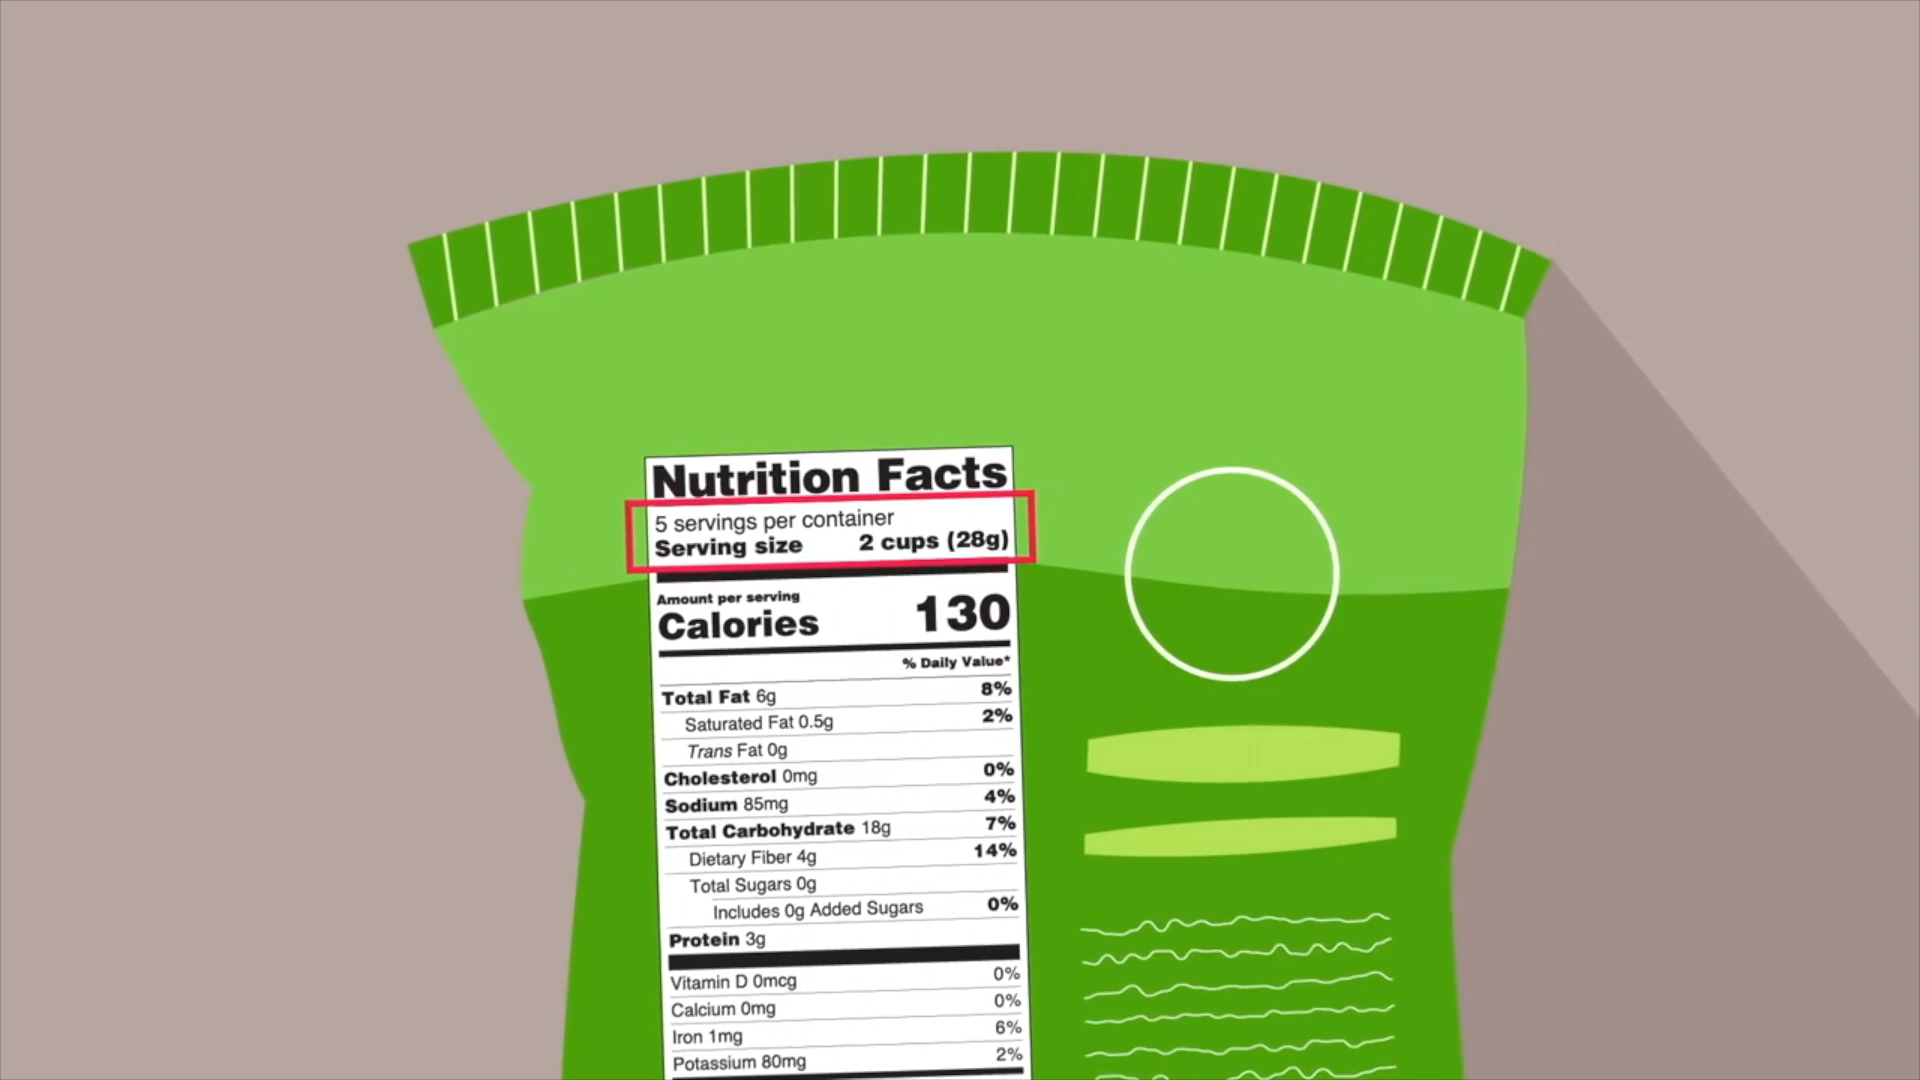 Nutrition Facts
5 servings per container
Serving size 2 cups (28g)
Amount per serving
Calories 130
% Daily Value*
Total Fat 6g 8%
Saturated Fat 0.5g 2%
Trans Fat 0g
Cholesterol 0mg 0%
Sodium 85mg 4%
Total Carbohydrate 18g 7%
Dietary Fiber 4g 14%
Total Sugars 0g
Includes 0g Added Sugars 0%
Protein 3g
Vitamin D 0mcg 0%
Calcium 0mg 0%
Iron 1mg 6%
Potassium 80mg 2%